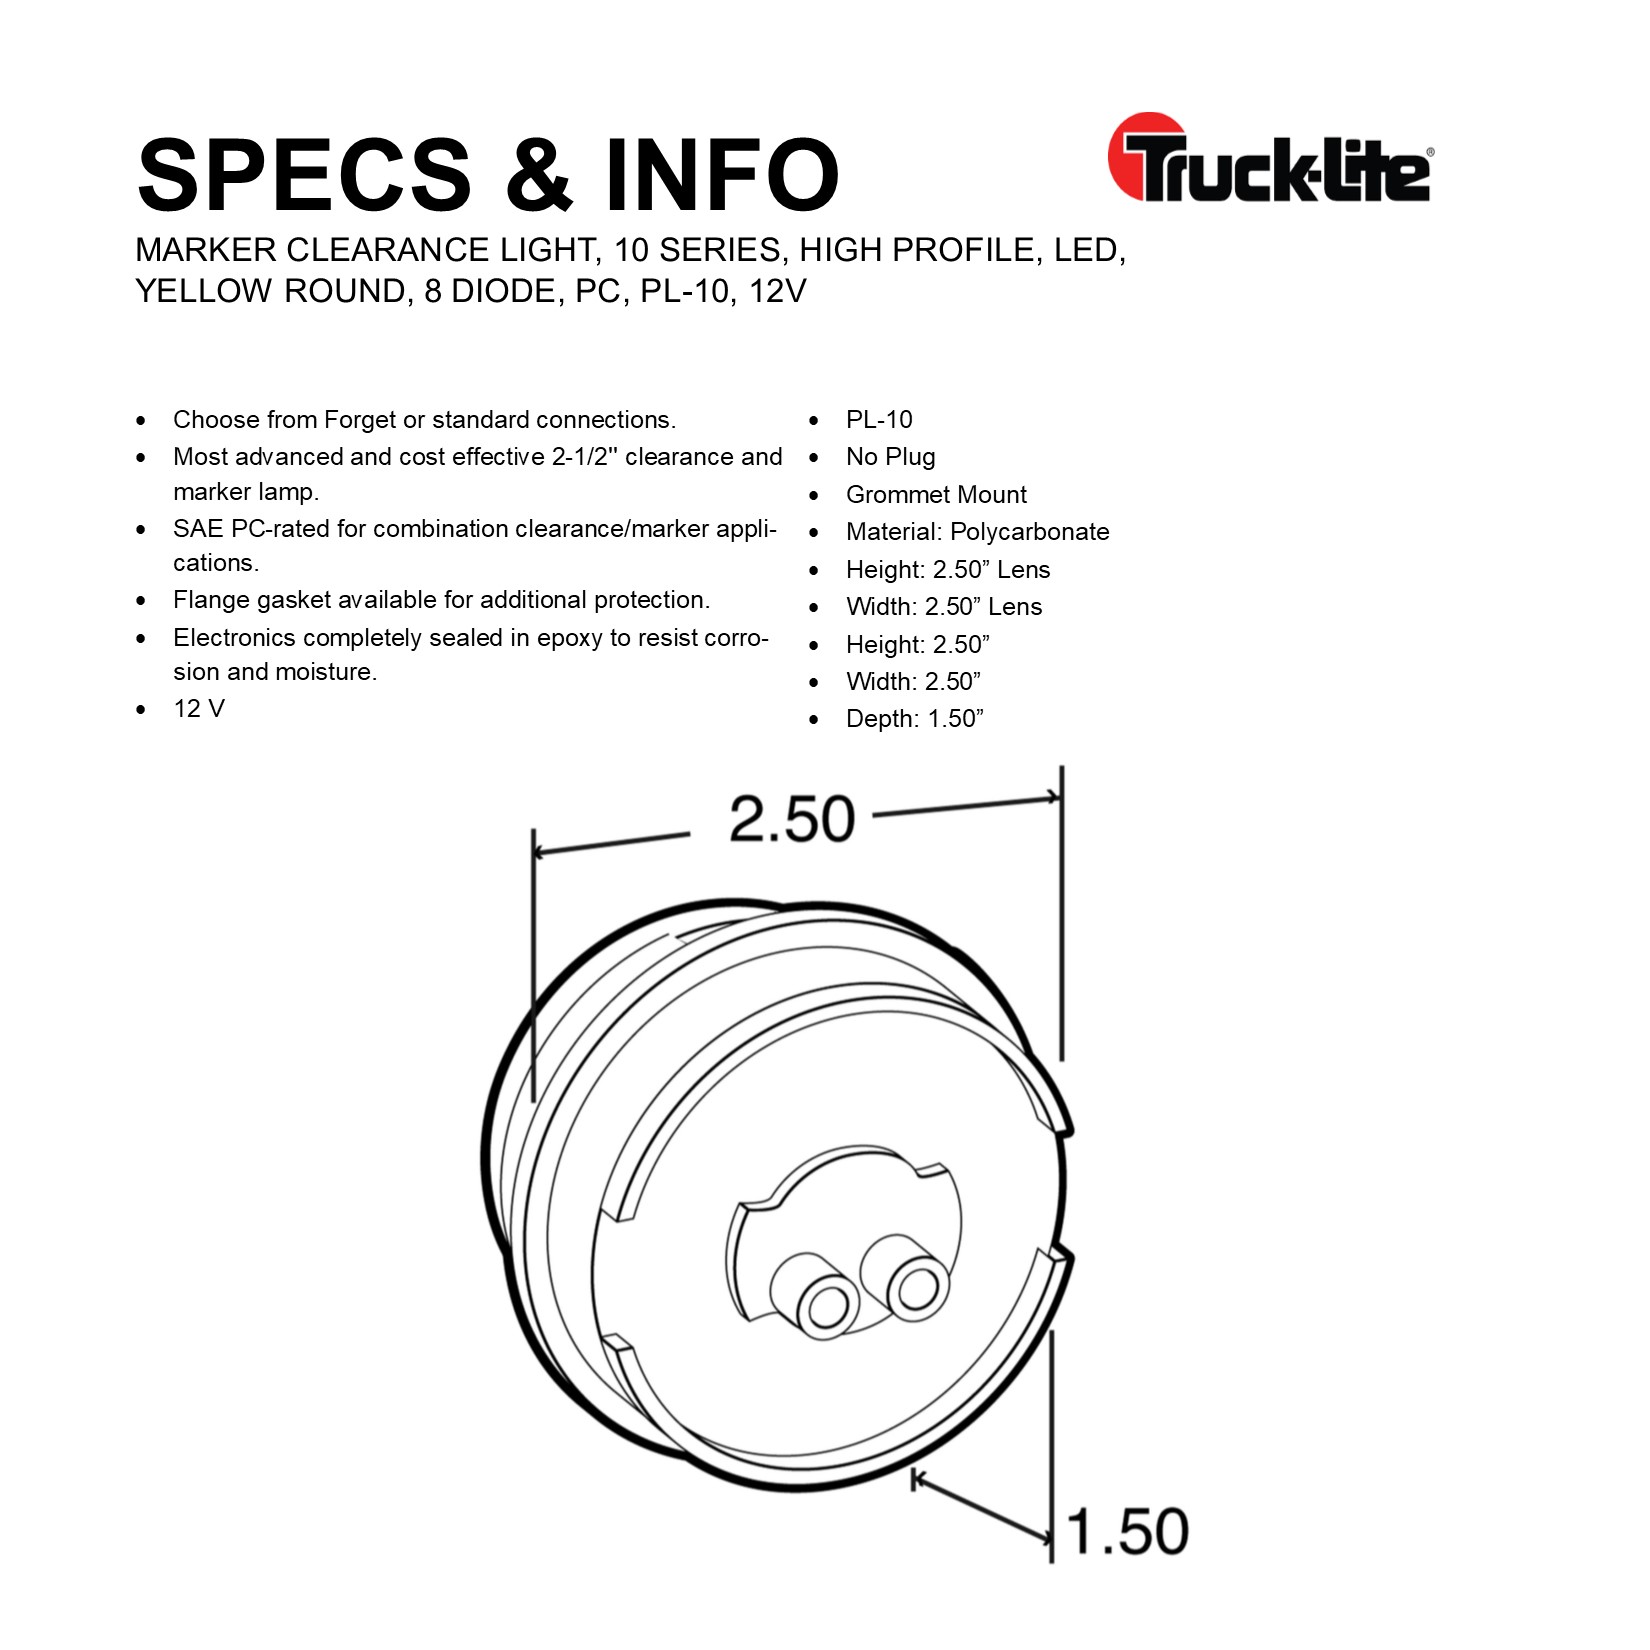 SPECS & INFO
Truck-Lite®
MARKER CLEARANCE LIGHT, 10 SERIES, HIGH PROFILE, LED,
YELLOW ROUND, 8 DIODE, PC, PL-10, 12V
• Choose from Forget or standard connections.
• Most advanced and cost effective 2-1/2" clearance and
marker lamp.
• SAE PC-rated for combination clearance/marker appli-
cations.
• Flange gasket available for additional protection.
• Electronics completely sealed in epoxy to resist corro-
sion and moisture.
• 12 V
• PL-10
• No Plug
• Grommet Mount
• Material: Polycarbonate
• Height: 2.50” Lens
• Width: 2.50” Lens
• Height: 2.50”
• Width: 2.50”
• Depth: 1.50”
2.50
1.50